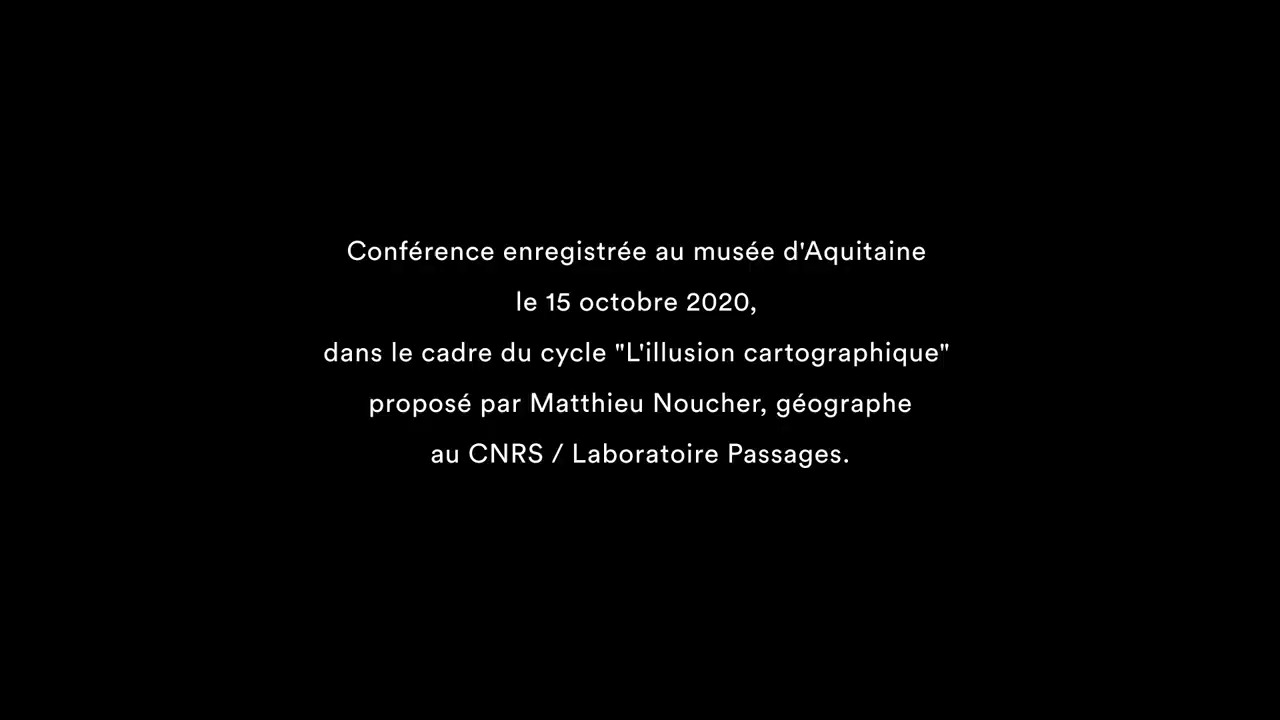 Conférence enregistrée au musée d'Aquitaine
le 15 octobre 2020,
dans le cadre du cycle "L'illusion cartographique"
proposé par Matthieu Noucher, géographe
au CNRS / Laboratoire Passages.